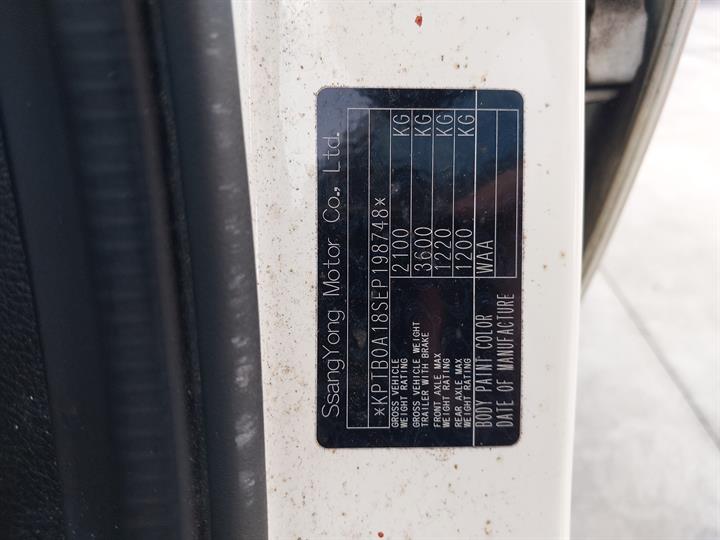 SsangYong Motor Co., Ltd.
*KPTB0A18SEP198748*
GROSS VEHICLE WEIGHT RATING 2100 KG
GROSS VEHICLE WEIGHT TRAILER WITH BRAKE 3600 KG
FRONT AXLE MAX WEIGHT RATING 1220 KG
REAR AXLE MAX WEIGHT RATING 1200 KG
BODY PAINT COLOR WAA
DATE OF MANUFACTURE